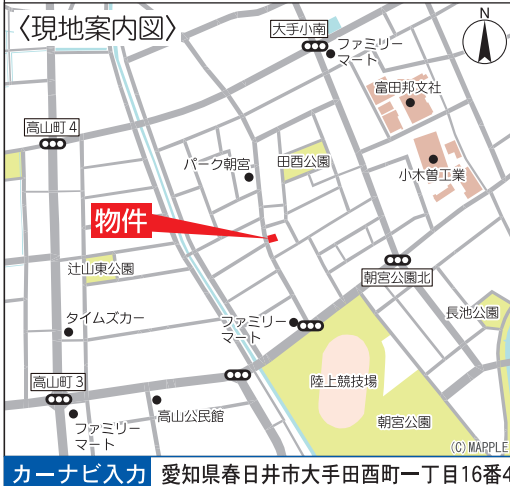 〈現地案内図〉
N
大手小南
ファミリー
マート
富田邦文社
高山町4
パーク朝宮
田酉公園
小木曽工業
物件
辻山東公園
朝宮公園北
長池公園
タイムズカー
ファミリー
マート
高山町3
陸上競技場
高山公民館
朝宮公園
ファミリー
マート
(C)MAPPLE
カーナビ入力 愛知県春日井市大手田酉町一丁目16番4